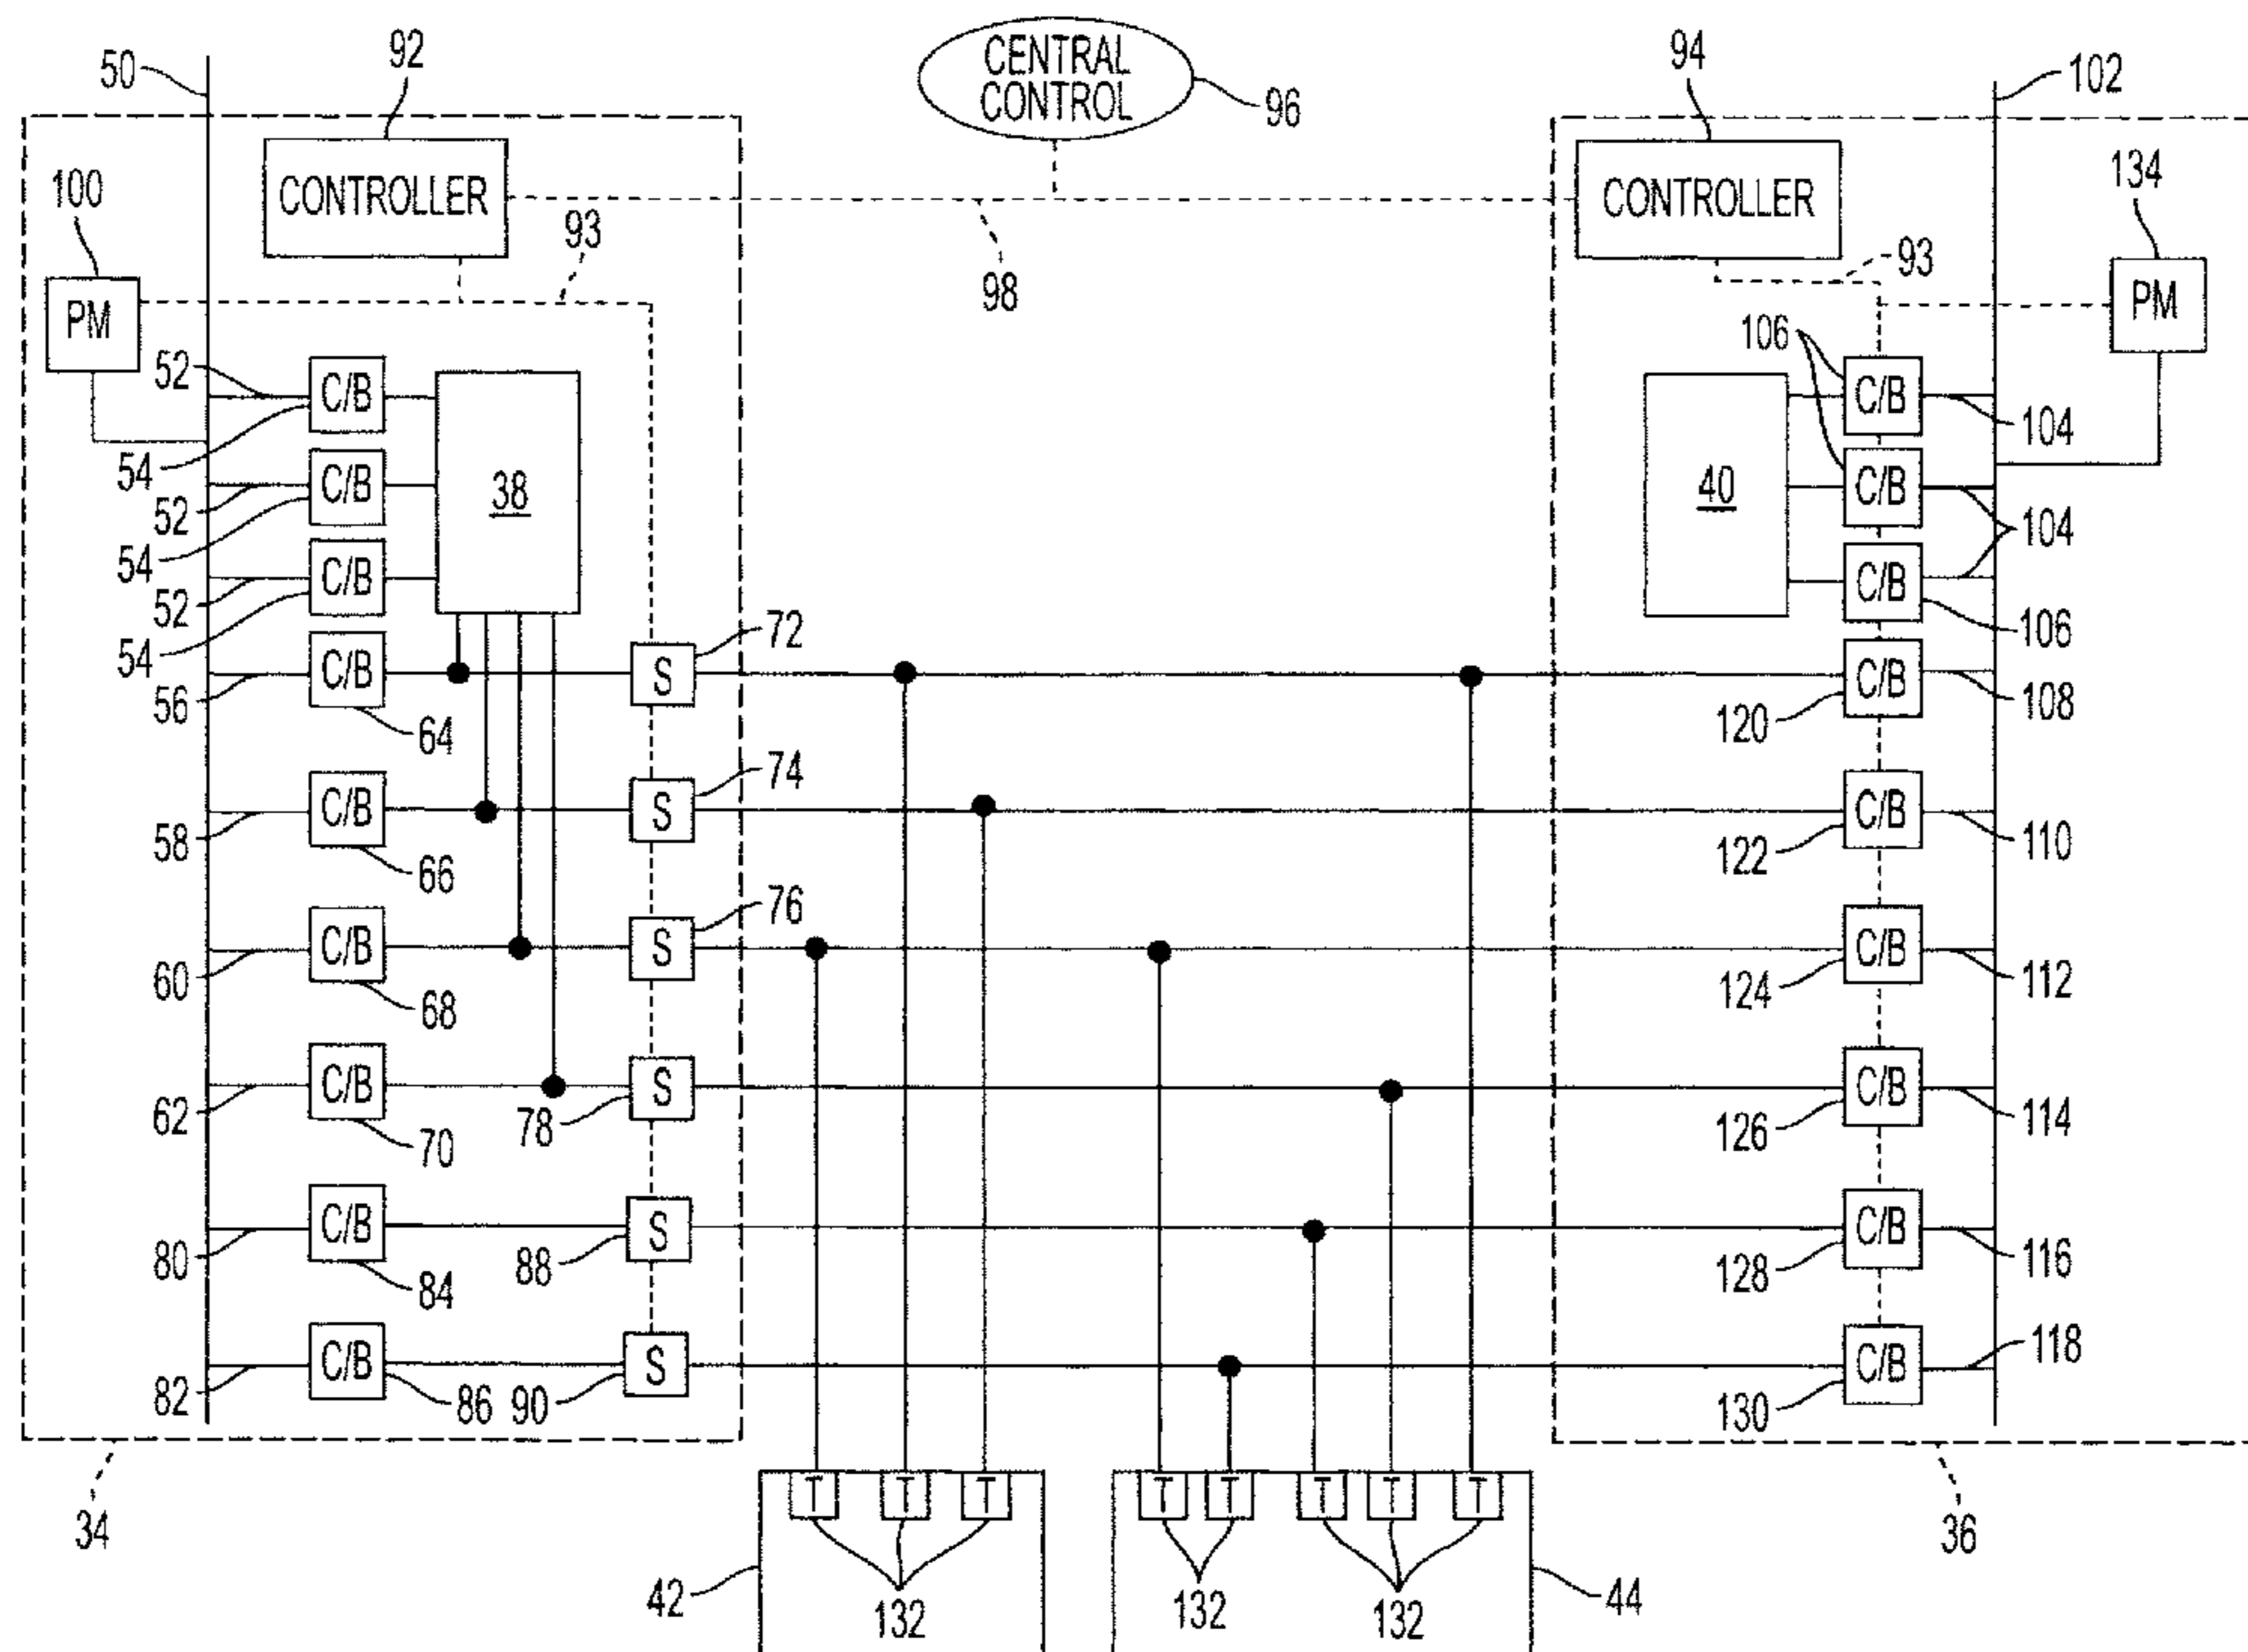 92
CENTRAL
CONTROL
96
94
50
102
100
CONTROLLER
CONTROLLER
134
93
98
93
PM
PM
52
C/B
106
C/B
104
54
52
C/B
38
40
C/B
104
54
52
C/B
C/B
106
54
C/B
S
72
C/B
56
64
120
108
C/B
S
74
C/B
58
66
122
110
C/B
S
76
C/B
60
68
124
112
C/B
S
C/B
62
70
78
126
114
C/B
S
C/B
80
84
88
128
116
C/B
S
C/B
118
82
86
90
130
T
T
T
T
T
T
T
T
34
36
42
132
132
132
44